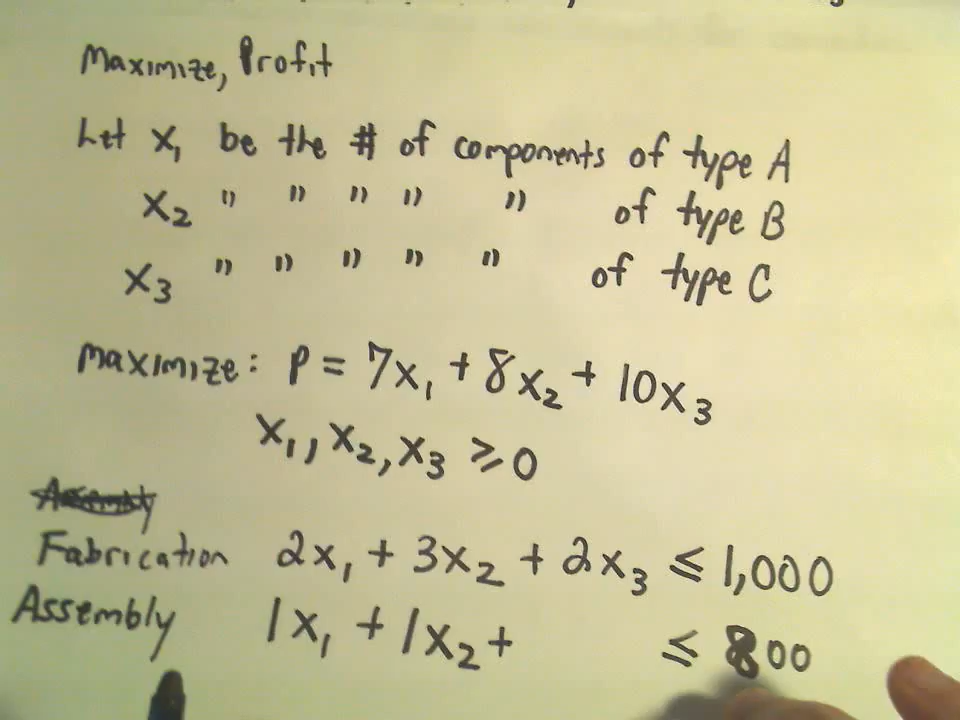 Maximize, Profit
Let x₁ be the # of components of type A
x₂ " " " " " of type B
x₃ " " " " " of type C
Maximize: P = 7x₁ + 8x₂ + 10x₃
x₁, x₂, x₃ ≥ 0
Fabrication 2x₁ + 3x₂ + 2x₃ ≤ 1,000
Assembly 1x₁ + 1x₂ + ≤ 800